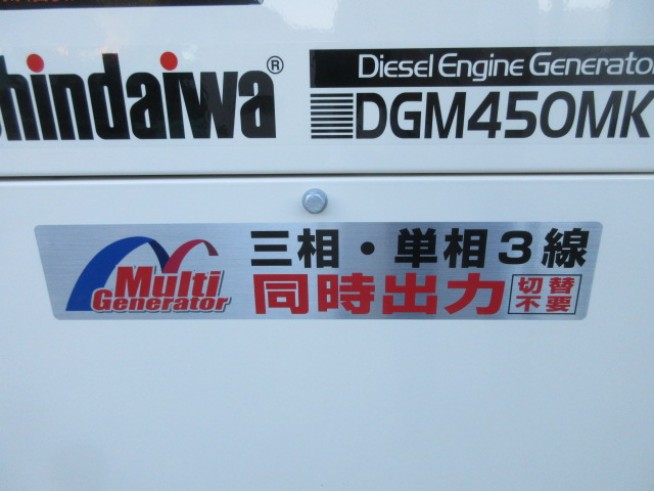 hindaiwa®
Diesel Engine Generato
DGM450MK
Multi
Generator
三相・単相3線
同時出力
切替
不要